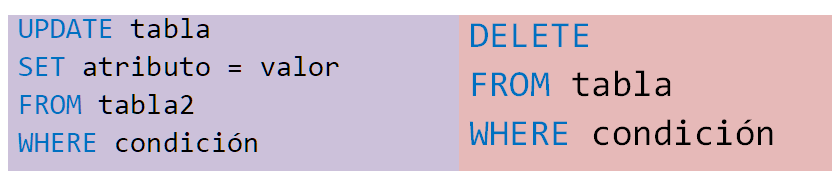 UPDATE tabla
SET atributo = valor
FROM tabla2
WHERE condición
DELETE
FROM tabla
WHERE condición